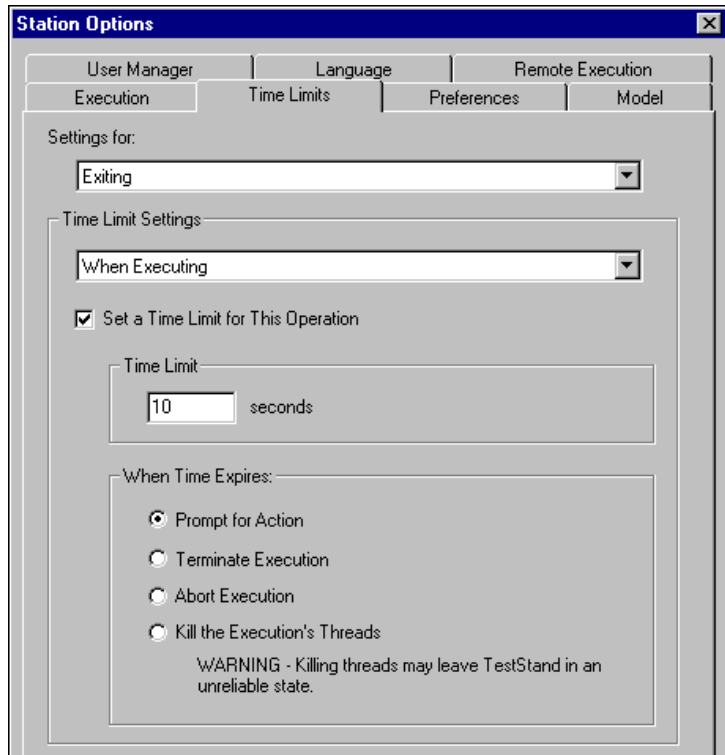 Station Options
User Manager
Language
Remote Execution
Execution
Time Limits
Preferences
Model
Settings for:
Exiting
Time Limit Settings
When Executing
Set a Time Limit for This Operation
Time Limit
10 seconds
When Time Expires:
Prompt for Action
Terminate Execution
Abort Execution
Kill the Execution's Threads
WARNING - Killing threads may leave TestStand in an
unreliable state.